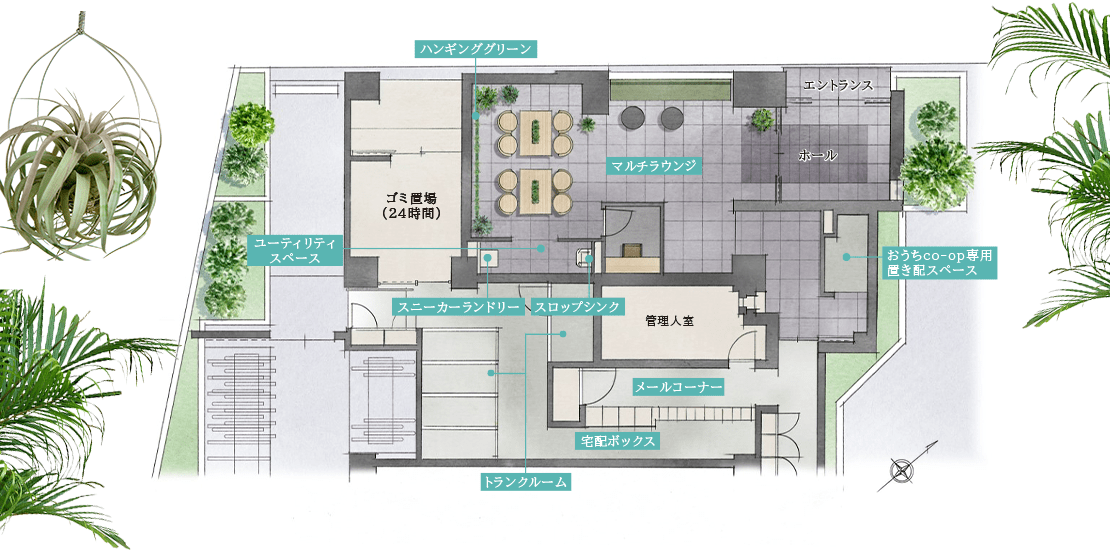 ハンギンググリーン
エントランス
ホール
マルチラウンジ
ゴミ置場
(24時間)
ユーティリティ
スペース
おうちco-op専用
置き配スペース
スニーカーランドリー
スロップシンク
管理人室
メールコーナー
宅配ボックス
トランクルーム